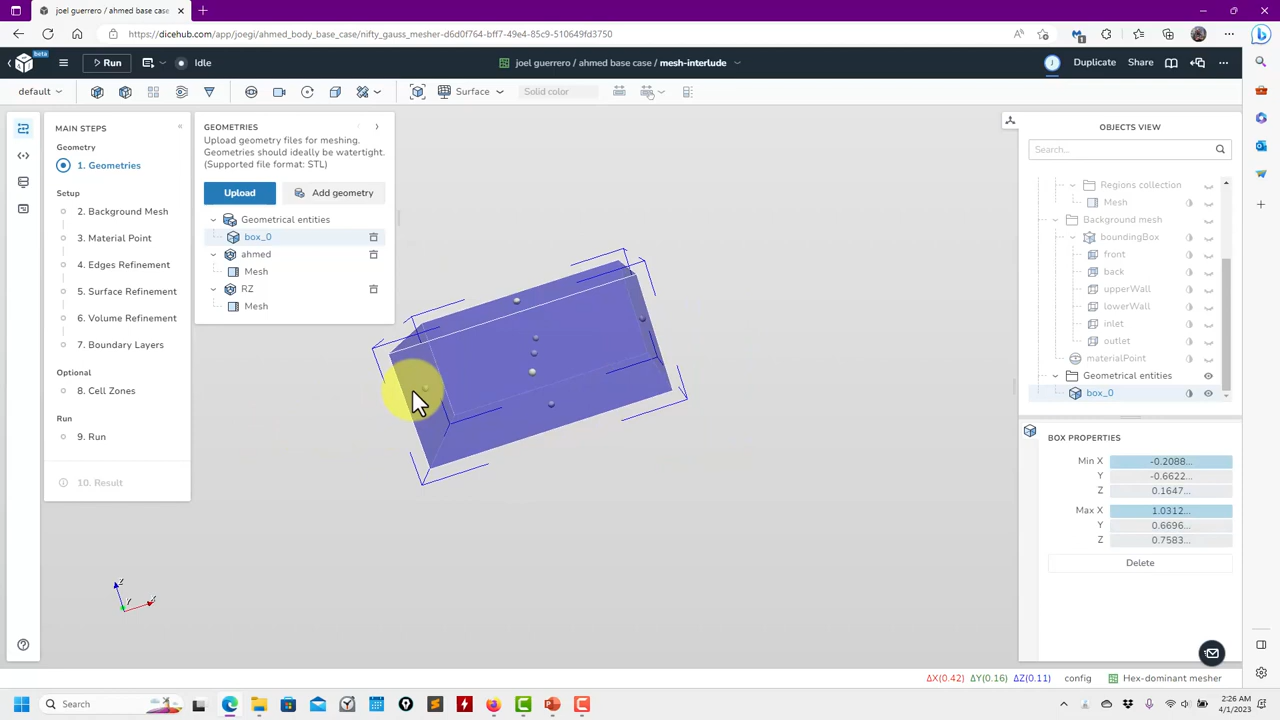 joel guerrero / ahmed base case
https://dicehub.com/app/joegi/ahmed_body_base_case/nifty_gauss_mesher-d6d0f764-bff7-49e4-85c9-510649fd3750
beta
Run
Idle
joel guerrero / ahmed base case / mesh-interlude
J
Duplicate
Share
default
Surface
Solid color
MAIN STEPS
Geometry
1. Geometries
Setup
2. Background Mesh
3. Material Point
4. Edges Refinement
5. Surface Refinement
6. Volume Refinement
7. Boundary Layers
Optional
8. Cell Zones
Run
9. Run
10. Result
GEOMETRIES
Upload geometry files for meshing.
Geometries should ideally be watertight.
(Supported file format: STL)
Upload
Add geometry
Geometrical entities
box_0
ahmed
Mesh
RZ
Mesh
OBJECTS VIEW
Search...
Regions collection
Mesh
Background mesh
boundingBox
front
back
upperWall
lowerWall
inlet
outlet
materialPoint
Geometrical entities
box_0
BOX PROPERTIES
Min X -0.2088...
Y -0.6622...
Z 0.1647...
Max X 1.0312...
Y 0.6696...
Z 0.7583...
Delete
Z
Y
X
ΔX(0.42) ΔY(0.16) ΔZ(0.11) config Hex-dominant mesher
Search
2:26 AM
4/1/2023